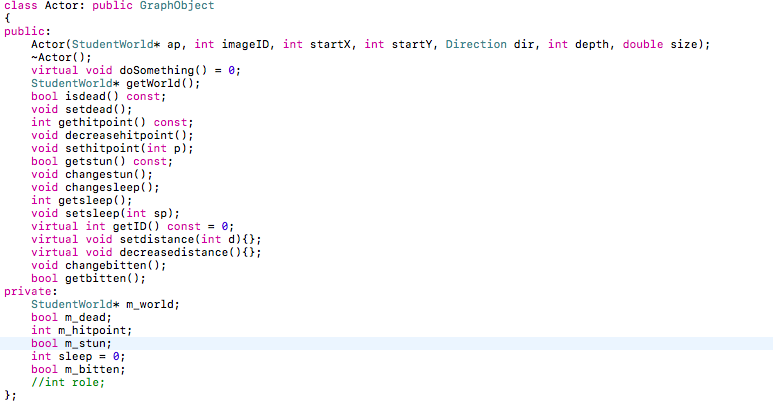 class Actor: public GraphObject
{
public:
    Actor(StudentWorld* ap, int imageID, int startX, int startY, Direction dir, int depth, double size);
    ~Actor();
    virtual void doSomething() = 0;
    StudentWorld* getWorld();
    bool isdead() const;
    void setdead();
    int gethitpoint() const;
    void decreasehitpoint();
    void sethitpoint(int p);
    bool getstun() const;
    void changestun();
    void changesleep();
    int getsleep();
    void setsleep(int sp);
    virtual int getID() const = 0;
    virtual void setdistance(int d){};
    virtual void decreasedistance(){};
    void changebitten();
    bool getbitten();
private:
    StudentWorld* m_world;
    bool m_dead;
    int m_hitpoint;
    bool m_stun;
    int sleep = 0;
    bool m_bitten;
    //int role;
};